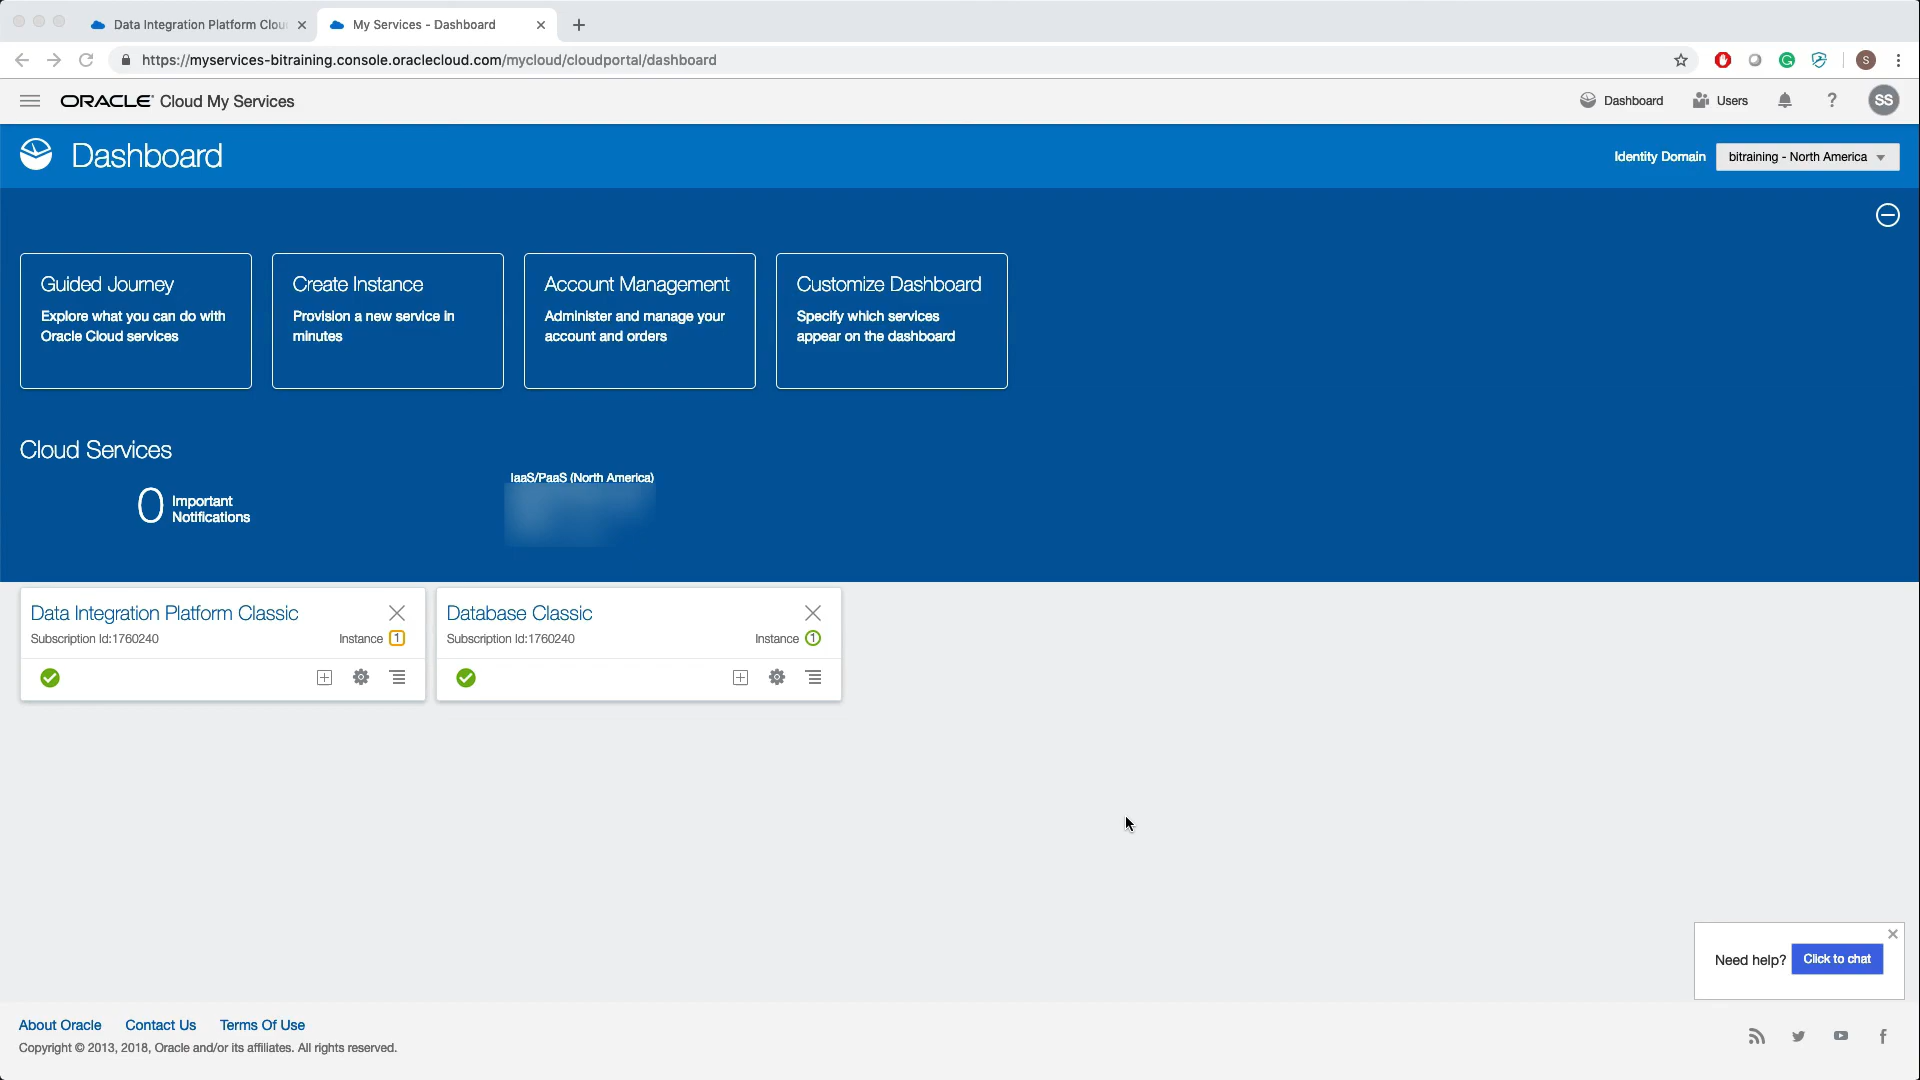 Data Integration Platform Clou
My Services - Dashboard
https://myservices-bitraining.console.oraclecloud.com/mycloud/cloudportal/dashboard
S
ORACLE Cloud My Services
Dashboard
Users
?
SS
Dashboard
Identity Domain
bitraining - North America
Guided Journey
Explore what you can do with
Oracle Cloud services
Create Instance
Provision a new service in
minutes
Account Management
Administer and manage your
account and orders
Customize Dashboard
Specify which services
appear on the dashboard
Cloud Services
0 Important
Notifications
IaaS/PaaS (North America)
Data Integration Platform Classic
Subscription Id:1760240
Instance 1
Database Classic
Subscription Id:1760240
Instance 1
Need help? Click to chat
About Oracle Contact Us Terms Of Use
Copyright © 2013, 2018, Oracle and/or its affiliates. All rights reserved.